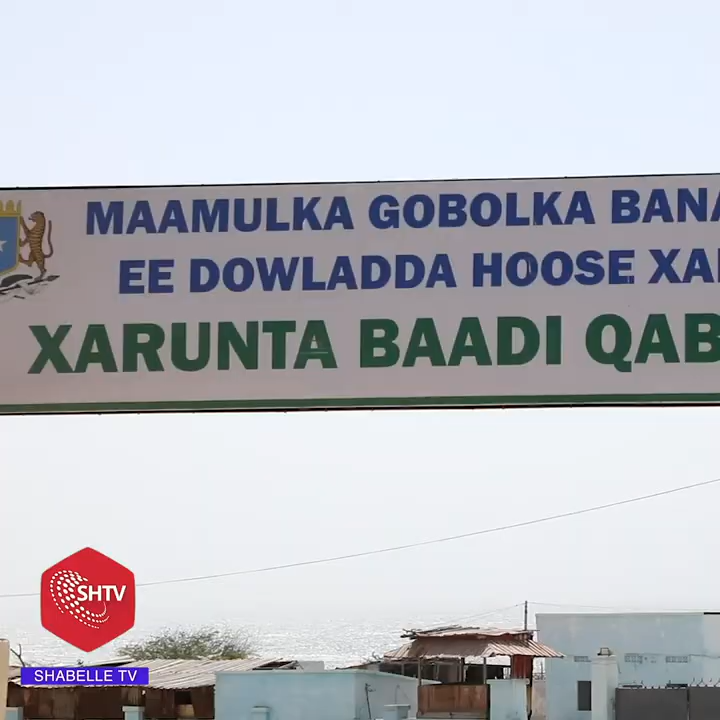 MAAMULKA GOBOLKA BANA
EE DOWLADDA HOOSE XA
XARUNTA BAADI QAB
SHTV
SHABELLE TV